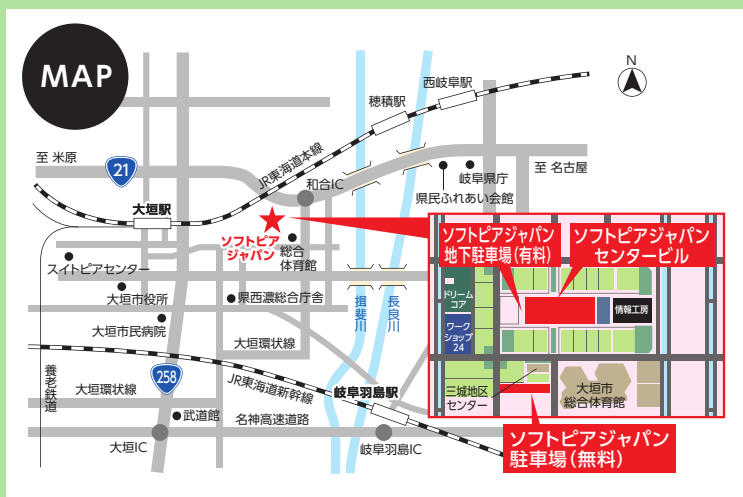 MAP
N
西岐阜駅
穂積駅
至 米原
21
JR東海道本線
和合IC
岐阜県庁
県民ふれあい会館
至 名古屋
大垣駅
ソフトピア
ジャパン
総合
体育館
スイトピアセンター
大垣市役所
県西濃総合庁舎
大垣市民病院
揖斐川
長良川
大垣環状線
258
JR東海道新幹線
岐阜羽島駅
養老鉄道
大垣環状線
武道館
名神高速道路
大垣IC
岐阜羽島IC
ソフトピアジャパン
地下駐車場(有料)
ソフトピアジャパン
センタービル
ドリーム
コア
情報工房
ワーク
ショップ
24
三城地区
センター
大垣市
総合体育館
ソフトピアジャパン
駐車場(無料)